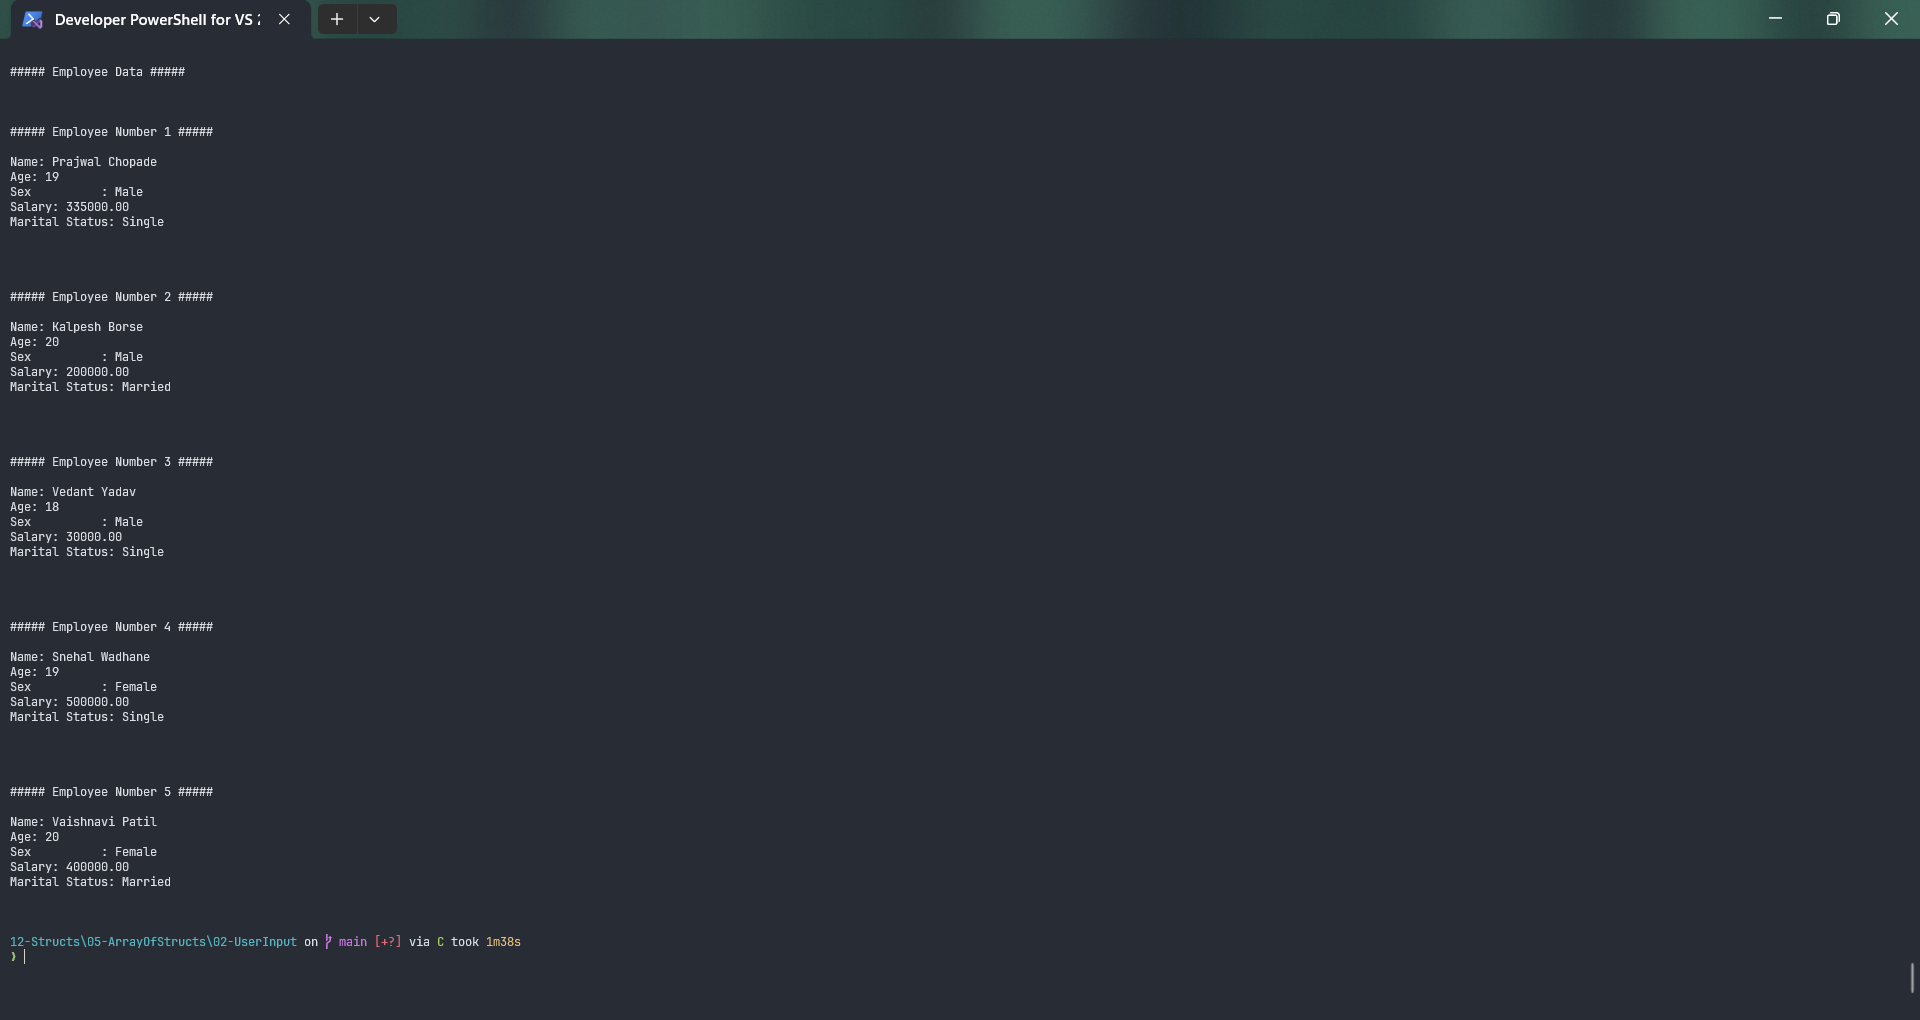 Developer PowerShell for VS
##### Employee Data #####
##### Employee Number 1 #####
Name: Prajwal Chopade
Age: 19
Sex          : Male
Salary: 335000.00
Marital Status: Single
##### Employee Number 2 #####
Name: Kalpesh Borse
Age: 20
Sex          : Male
Salary: 200000.00
Marital Status: Married
##### Employee Number 3 #####
Name: Vedant Yadav
Age: 18
Sex          : Male
Salary: 30000.00
Marital Status: Single
##### Employee Number 4 #####
Name: Snehal Wadhane
Age: 19
Sex          : Female
Salary: 500000.00
Marital Status: Single
##### Employee Number 5 #####
Name: Vaishnavi Patil
Age: 20
Sex          : Female
Salary: 400000.00
Marital Status: Married
12-Structs\05-ArrayOfStructs\02-UserInput on main [+?] via C took 1m38s
❯